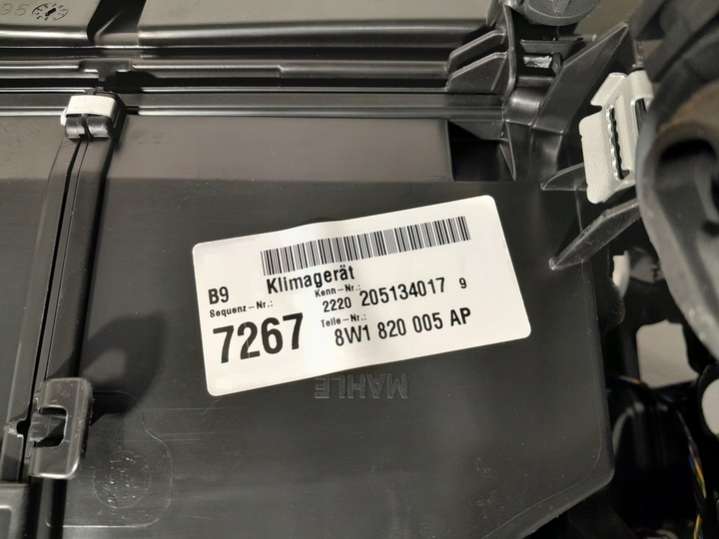 B9 Klimagerät
Sequenz-Nr.: Kenn-Nr.:
2220 205134017 9
7267 Teile-Nr.:
8W1 820 005 AP
MAHLE